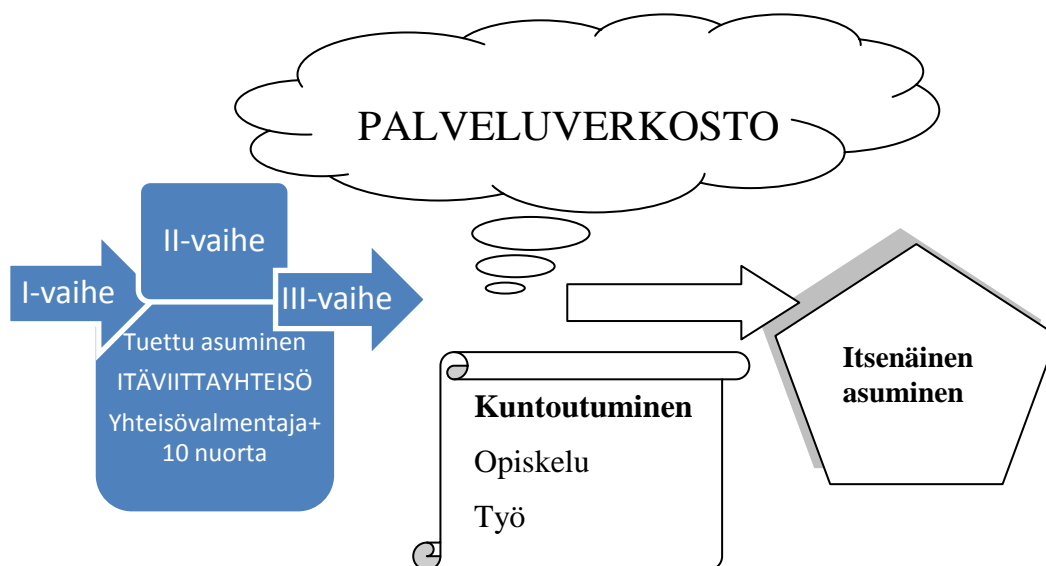 PALVELUVERKOSTO
I-vaihe
II-vaihe
III-vaihe
Tuettu asuminen
ITÄVIITTAYHTEISÖ
Yhteisövalmentaja+
10 nuorta
Kuntoutuminen
Opiskelu
Työ
Itsenäinen
asuminen